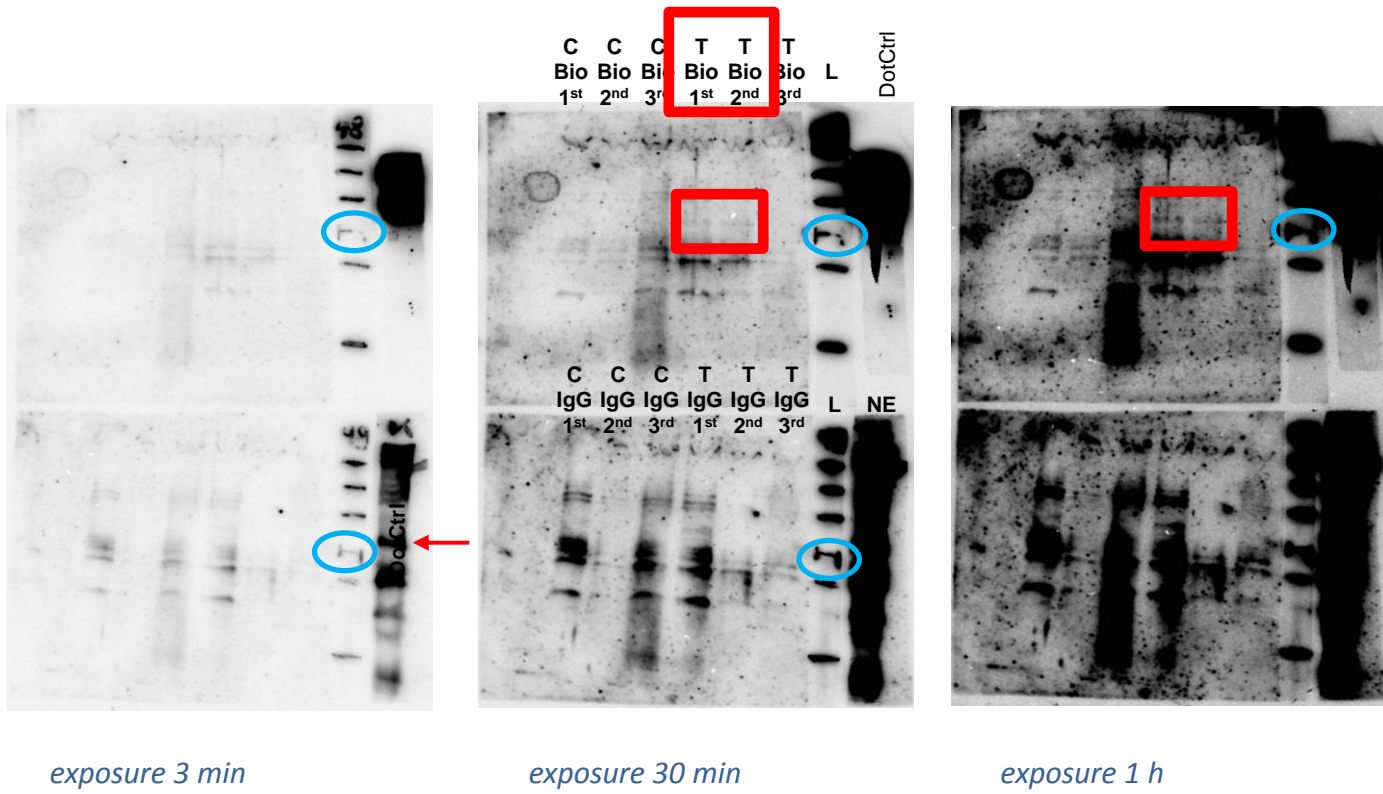 C C C T T T
Bio Bio Bio Bio Bio Bio L
1st 2nd 3rd 1st 2nd 3rd
DotCtrl
C C C T T T
IgG IgG IgG IgG IgG IgG L NE
1st 2nd 3rd 1st 2nd 3rd
DotCtrl
exposure 3 min exposure 30 min exposure 1 h